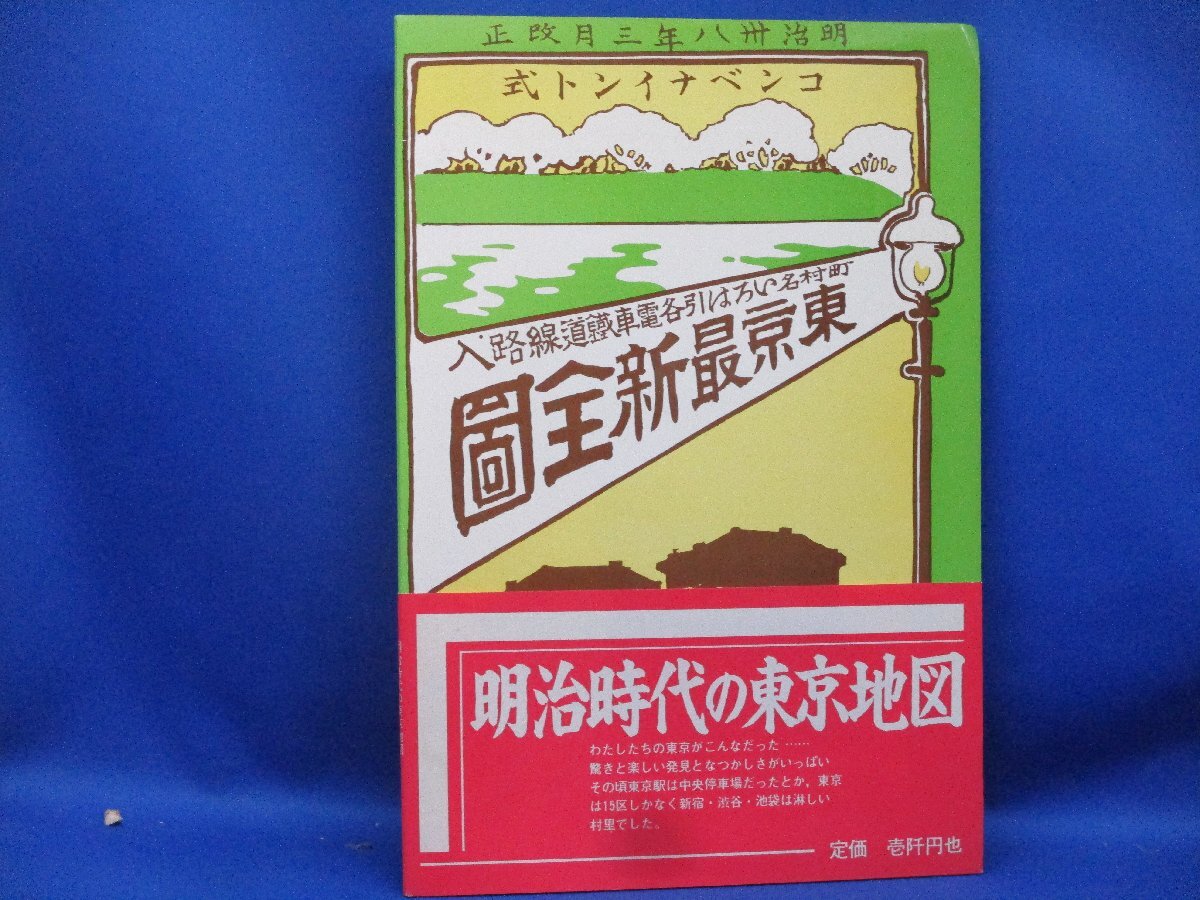 明治卅八年三月改正
コンベナイント式
町村名いろは引各電車鐵道線路入
東京最新全圖
明治時代の東京地図
わたしたちの東京がこんなだった……
驚きと楽しい発見となつかしさがいっぱい
その頃東京駅は中央停車場だったとか，東京
は15区しかなく新宿・渋谷・池袋は淋しい
村里でした。
定価　壱阡円也